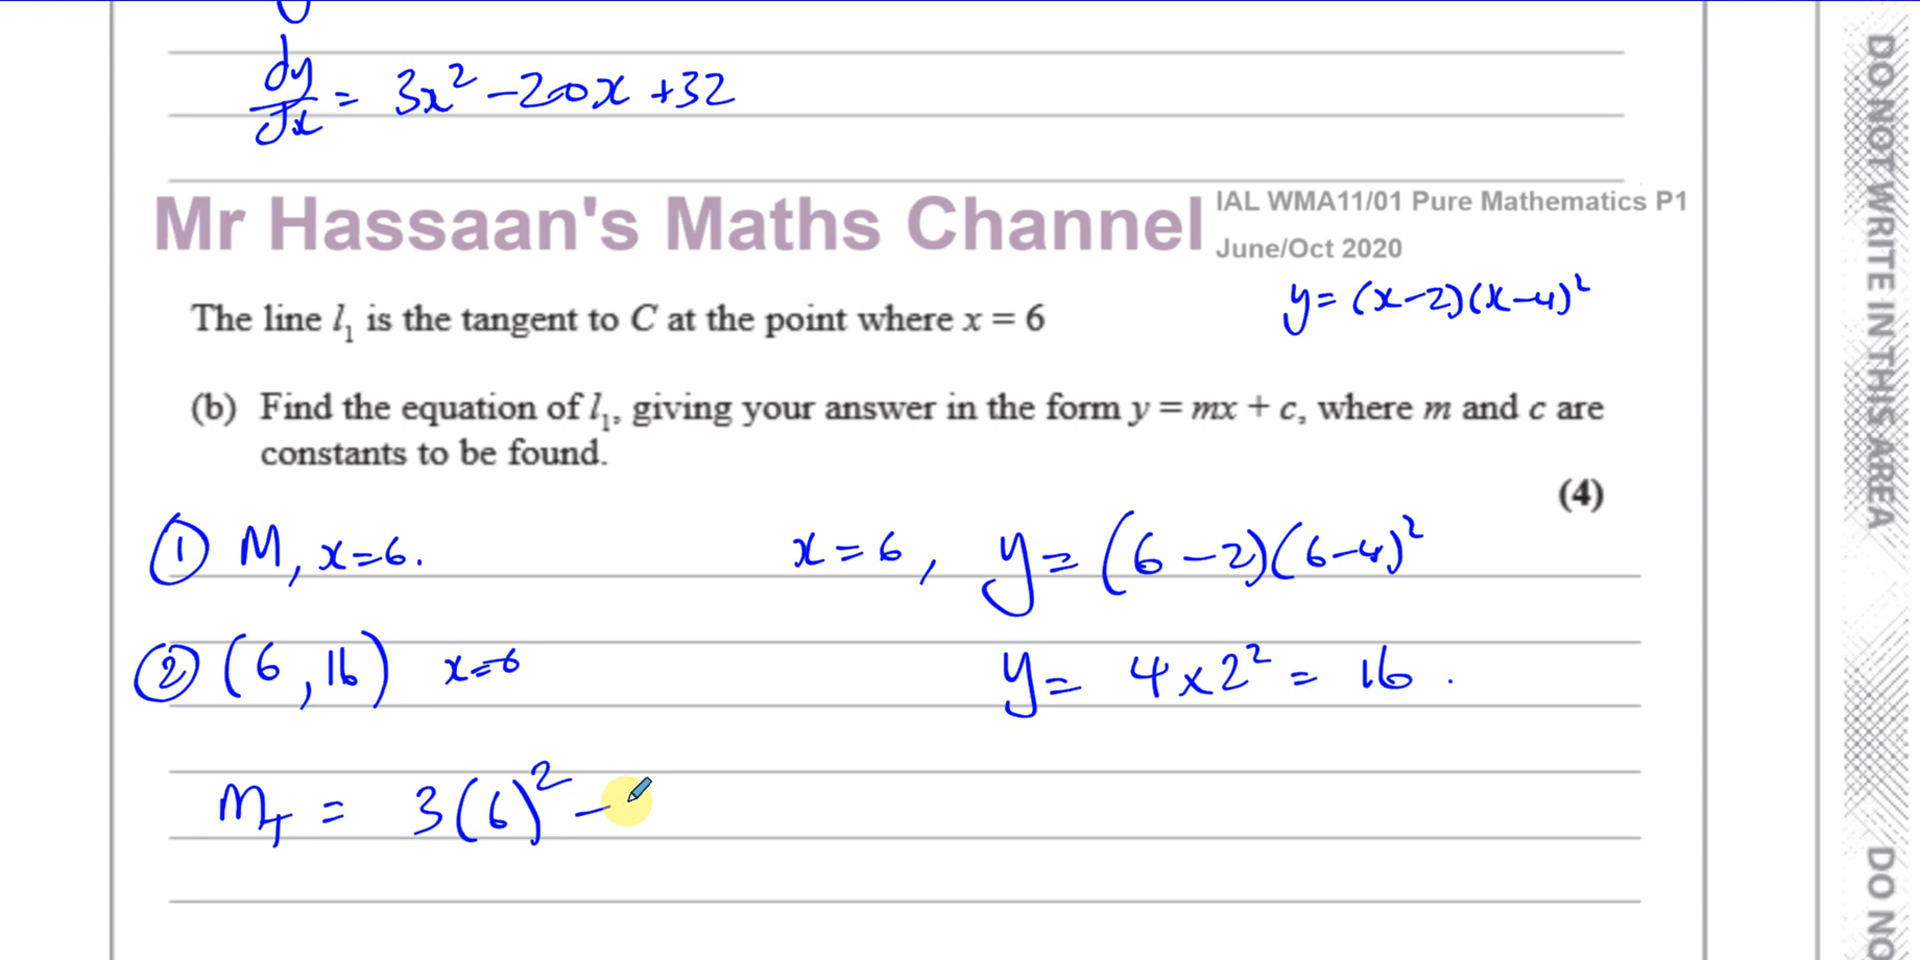 dy/dx = 3x² - 20x + 32
Mr Hassaan's Maths Channel
IAL WMA11/01 Pure Mathematics P1
June/Oct 2020
y = (x-2)(x-4)²
The line l₁ is the tangent to C at the point where x = 6
(b) Find the equation of l₁, giving your answer in the form y = mx + c, where m and c are
constants to be found.
(4)
① M, x=6.
x = 6, y = (6-2)(6-4)²
② (6, 16) x=6
y = 4 x 2² = 16.
M_T = 3(6)² -
DO NOT WRITE IN THIS AREA
DO NO